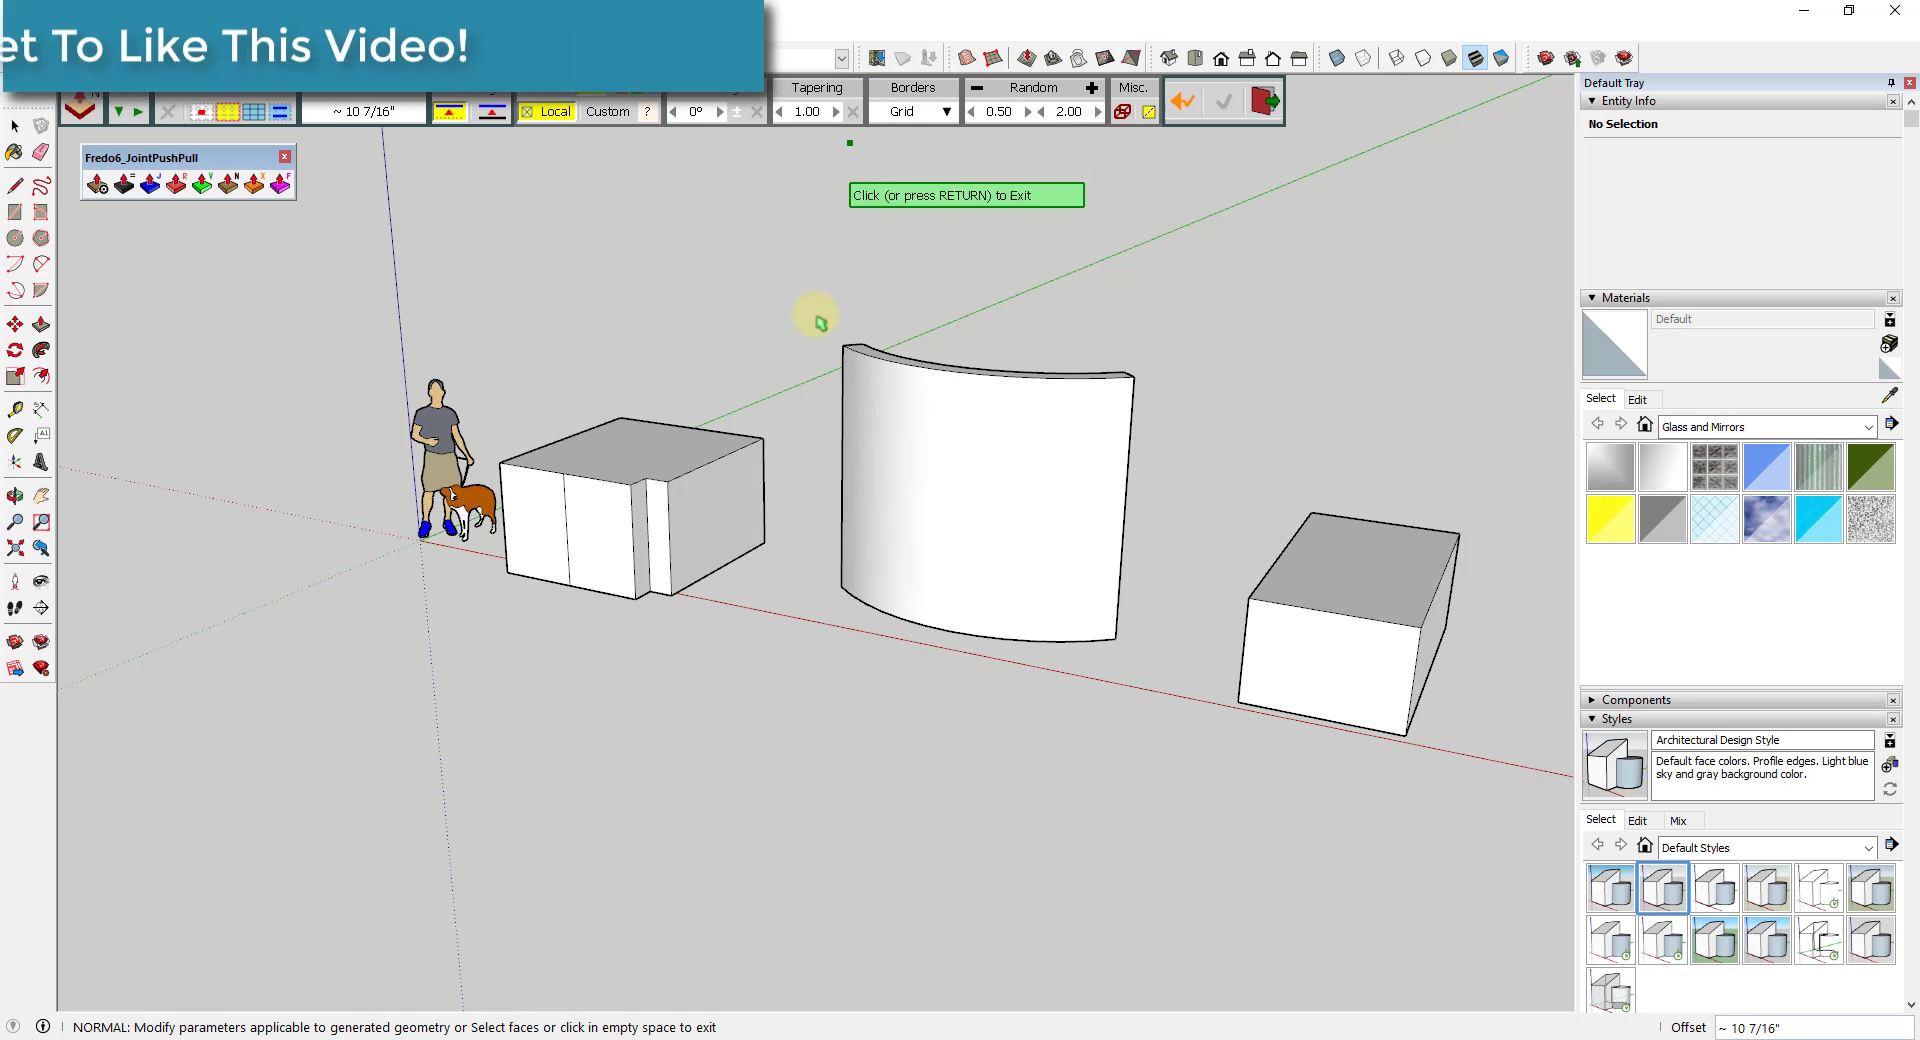 et To Like This Video!
Tapering
Borders
Random
Misc.
~ 10 7/16"
Local
Custom
?
0°
1.00
Grid
0.50
2.00
Fredo6_JointPushPull
Click (or press RETURN) to Exit
Default Tray
Entity Info
No Selection
Materials
Default
Select
Edit
Glass and Mirrors
Components
Styles
Architectural Design Style
Default face colors. Profile edges. Light blue
sky and gray background color.
Select
Edit
Mix
Default Styles
NORMAL: Modify parameters applicable to generated geometry or Select faces or click in empty space to exit
Offset
~ 10 7/16"